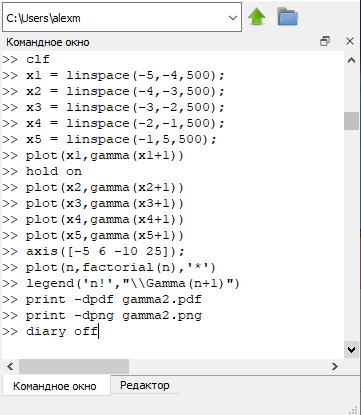 C:\Users\alexm
Командное окно
>> clf
>> x1 = linspace(-5,-4,500);
>> x2 = linspace(-4,-3,500);
>> x3 = linspace(-3,-2,500);
>> x4 = linspace(-2,-1,500);
>> x5 = linspace(-1,5,500);
>> plot(x1,gamma(x1+1))
>> hold on
>> plot(x2,gamma(x2+1))
>> plot(x3,gamma(x3+1))
>> plot(x4,gamma(x4+1))
>> plot(x5,gamma(x5+1))
>> axis([-5 6 -10 25]);
>> plot(n,factorial(n),'*')
>> legend('n!',"\\Gamma(n+1)")
>> print -dpdf gamma2.pdf
>> print -dpng gamma2.png
>> diary off
Командное окно Редактор